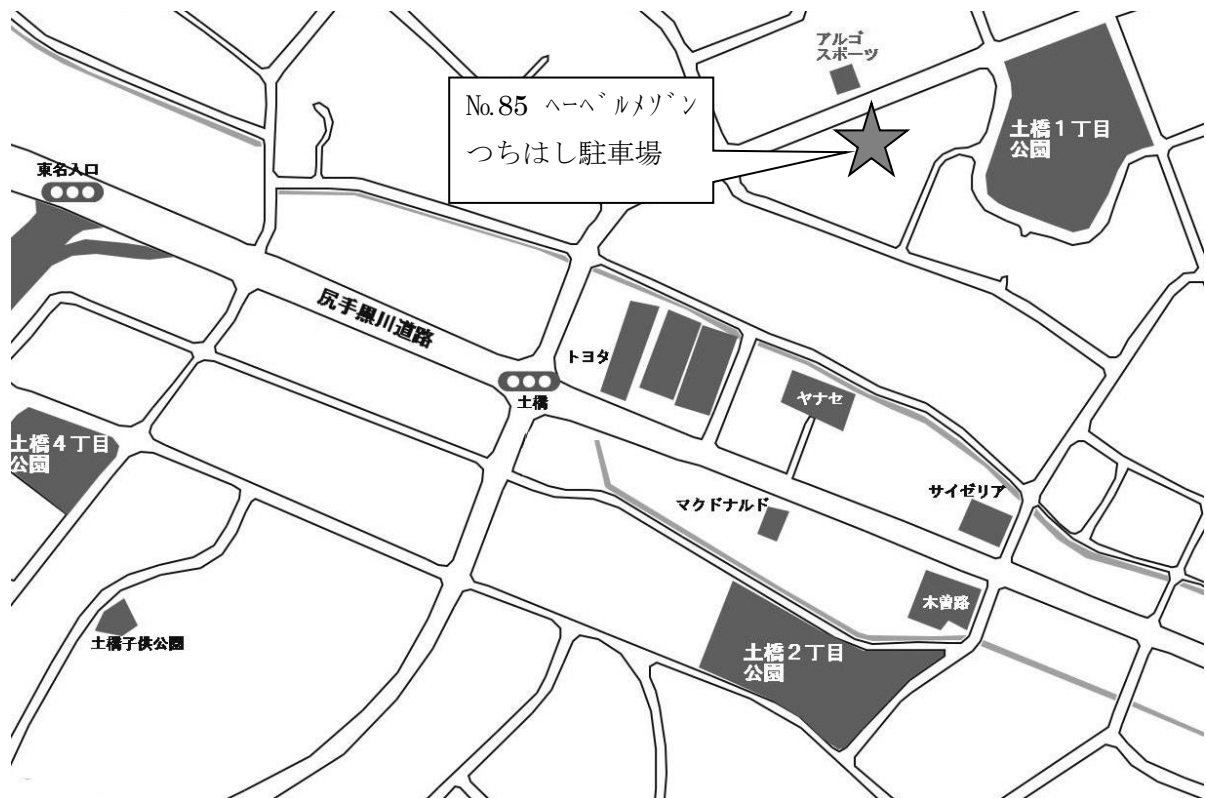 アルゴ
スポーツ
№85 ヘーベルメゾン
つちはし駐車場
土橋1丁目
公園
東名入口
尻手黒川道路
トヨタ
土橋
ヤナセ
土橋4丁目
公園
サイゼリア
マクドナルド
木曽路
土橋子供公園
土橋2丁目
公園